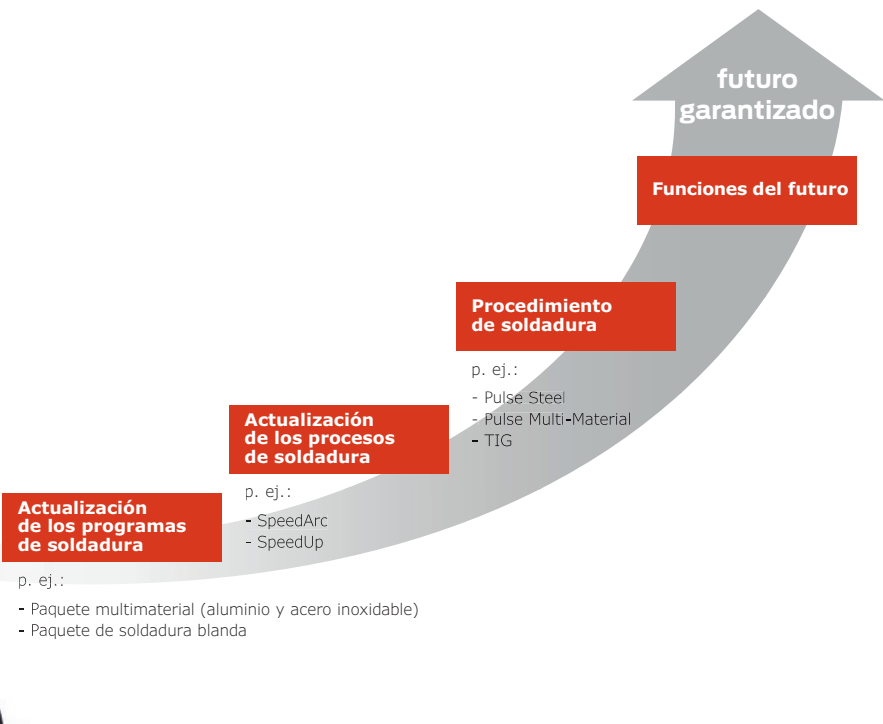 futuro
garantizado
Funciones del futuro
Procedimiento
de soldadura
p. ej.:
- Pulse Steel
- Pulse Multi-Material
- TIG
Actualización
de los procesos
de soldadura
p. ej.:
- SpeedArc
- SpeedUp
Actualización
de los programas
de soldadura
p. ej.:
- Paquete multimaterial (aluminio y acero inoxidable)
- Paquete de soldadura blanda